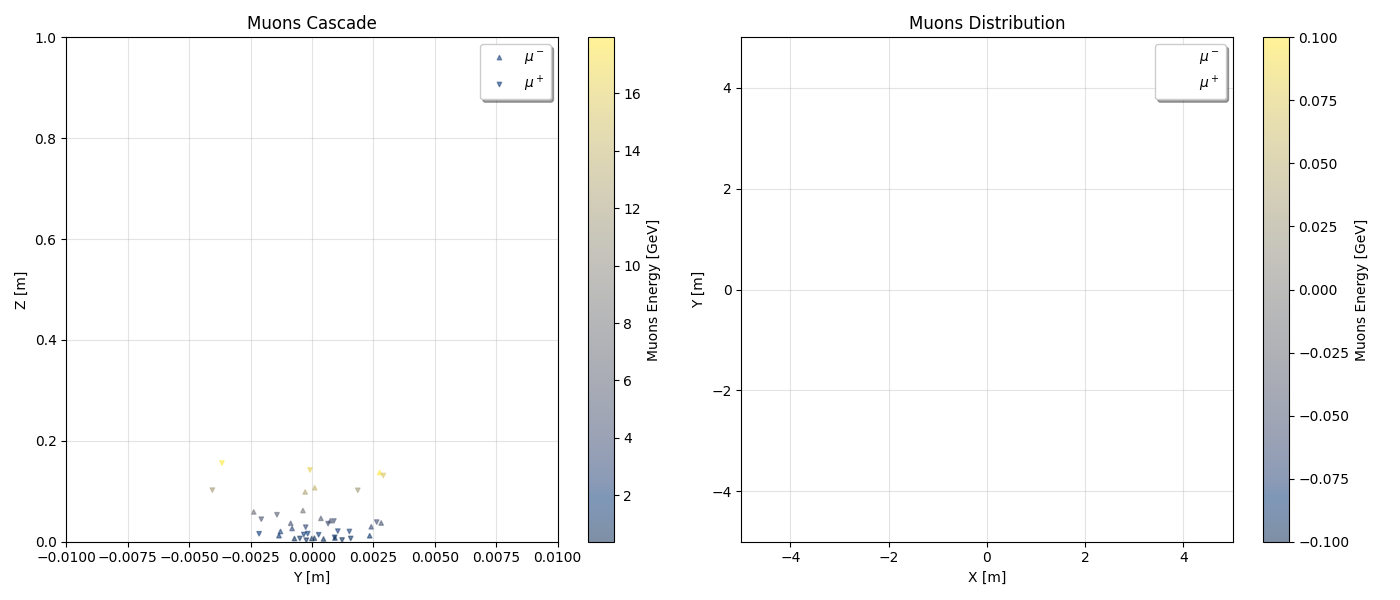 Muons Cascade
1.0
0.8
0.6
0.4
0.2
0.0
Z [m]
−0.0100 −0.0075 −0.0050 −0.0025 0.0000 0.0025 0.0050 0.0075 0.0100
Y [m]
μ⁻
μ⁺
16
14
12
10
8
6
4
2
Muons Energy [GeV]
Muons Distribution
4
2
0
−2
−4
Y [m]
−4 −2 0 2 4
X [m]
μ⁻
μ⁺
0.100
0.075
0.050
0.025
0.000
−0.025
−0.050
−0.075
−0.100
Muons Energy [GeV]